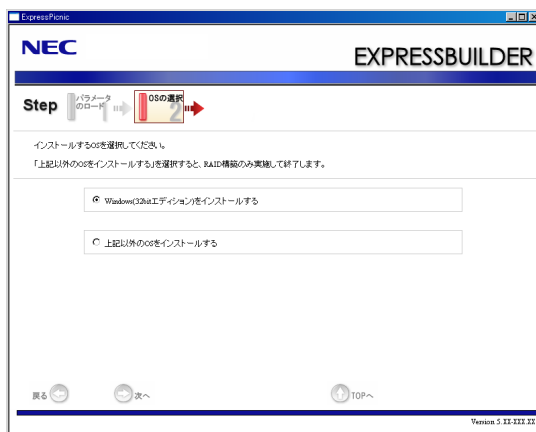 ExpressPicnic
NEC
EXPRESSBUILDER
Step
パラメータ
のロード
1
OSの選択
2
インストールするOSを選択してください。
「上記以外のOSをインストールする」を選択すると、RAID構築のみ実施して終了します。
Windows(32bitエディション)をインストールする
上記以外のOSをインストールする
戻る
次へ
TOPへ
Version 5.XX-XXX.XX